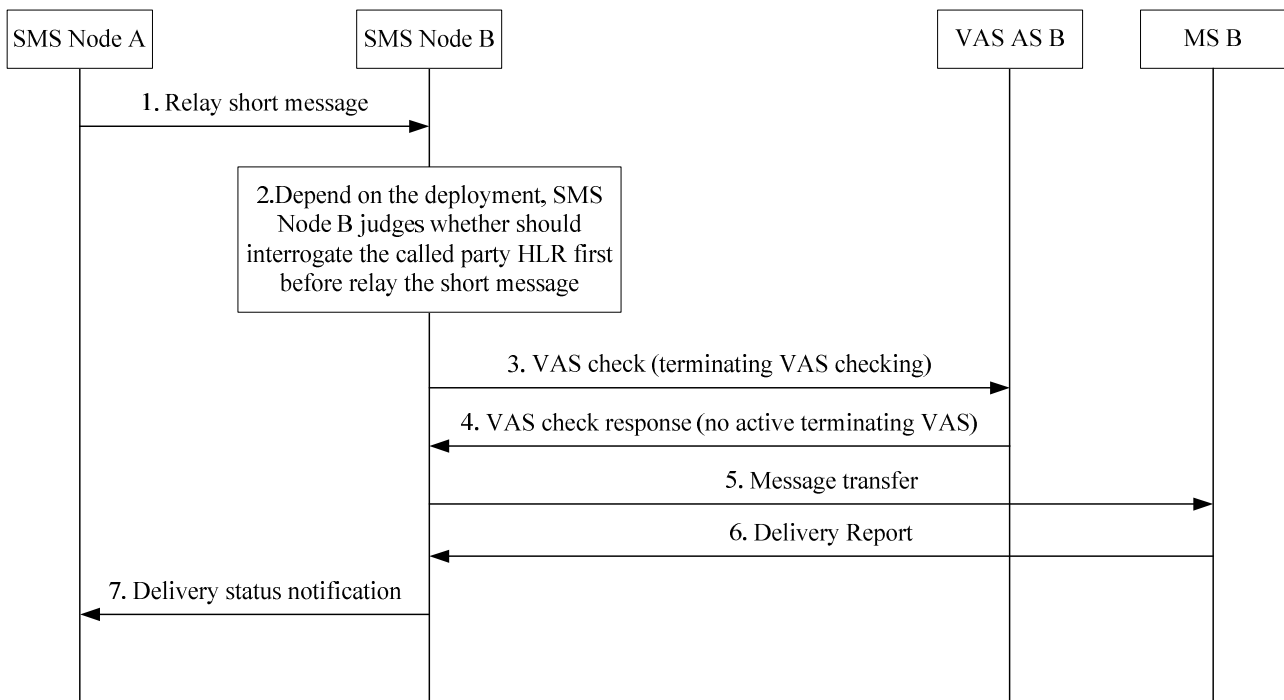 SMS Node A
SMS Node B
VAS AS B
MS B
1. Relay short message
2.Depend on the deployment, SMS
Node B judges whether should
interrogate the called party HLR first
before relay the short message
3. VAS check (terminating VAS checking)
4. VAS check response (no active terminating VAS)
5. Message transfer
6. Delivery Report
7. Delivery status notification